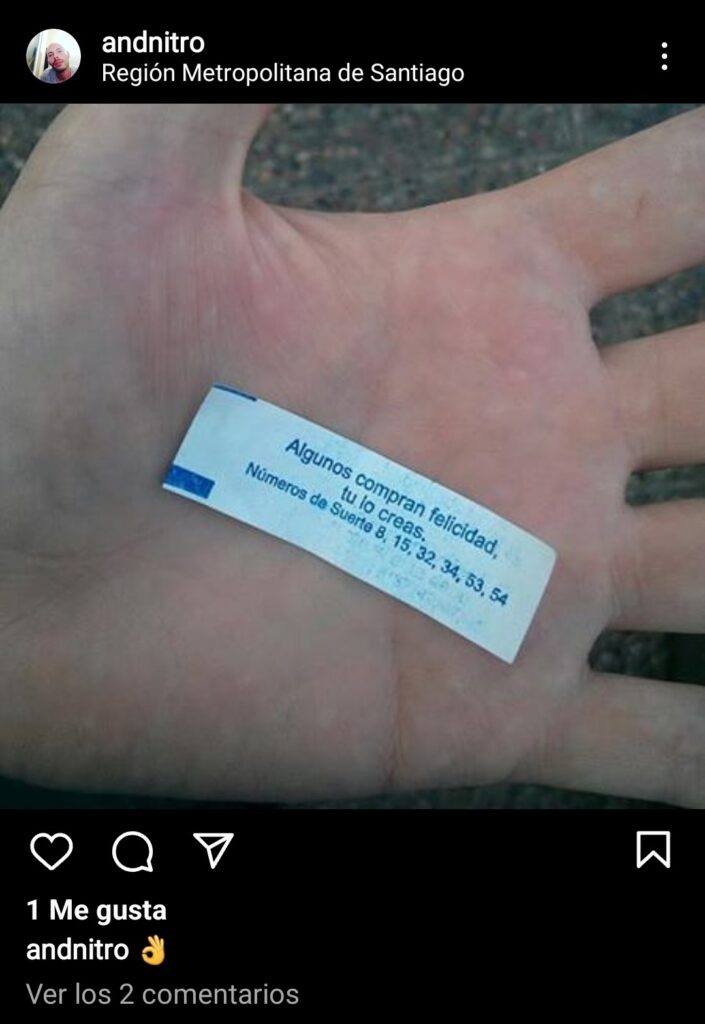 andnitro
Región Metropolitana de Santiago
Algunos compran felicidad,
tu lo creas.
Números de Suerte 8, 15, 32, 34, 53, 54
1 Me gusta
andnitro 👌
Ver los 2 comentarios